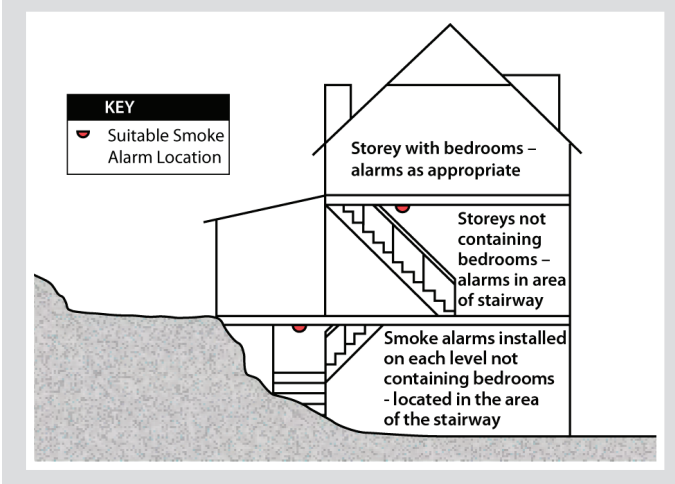 KEY
Suitable Smoke
Alarm Location
Storey with bedrooms –
alarms as appropriate
Storeys not
containing
bedrooms –
alarms in area
of stairway
Smoke alarms installed
on each level not
containing bedrooms
- located in the area
of the stairway